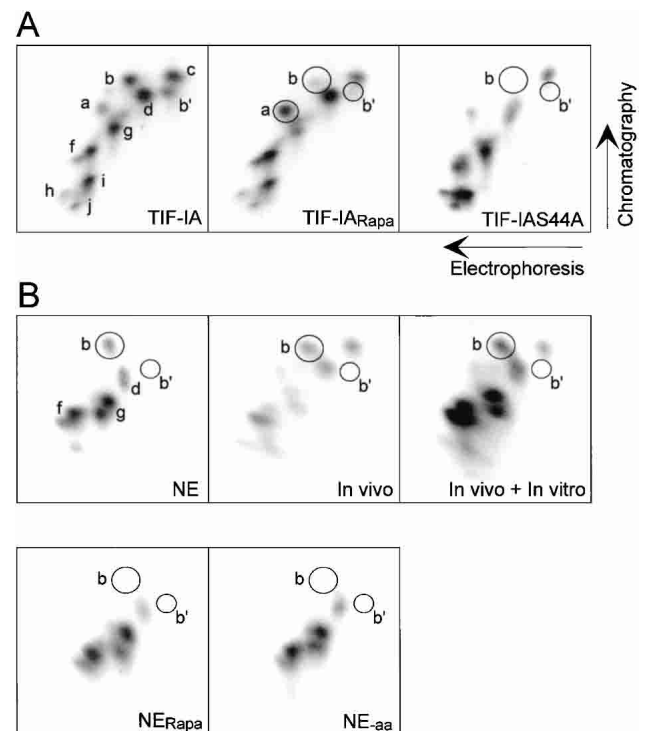 A
b c
a d b'
f g
h i
j
TIF-IA
b
b'
a
TIF-IARapa
b
b'
TIF-IAS44A
Chromatography
Electrophoresis
B
b
b'
d
f g
NE
b
b'
In vivo
b
b'
In vivo + In vitro
b
b'
NERapa
b
b'
NE-aa